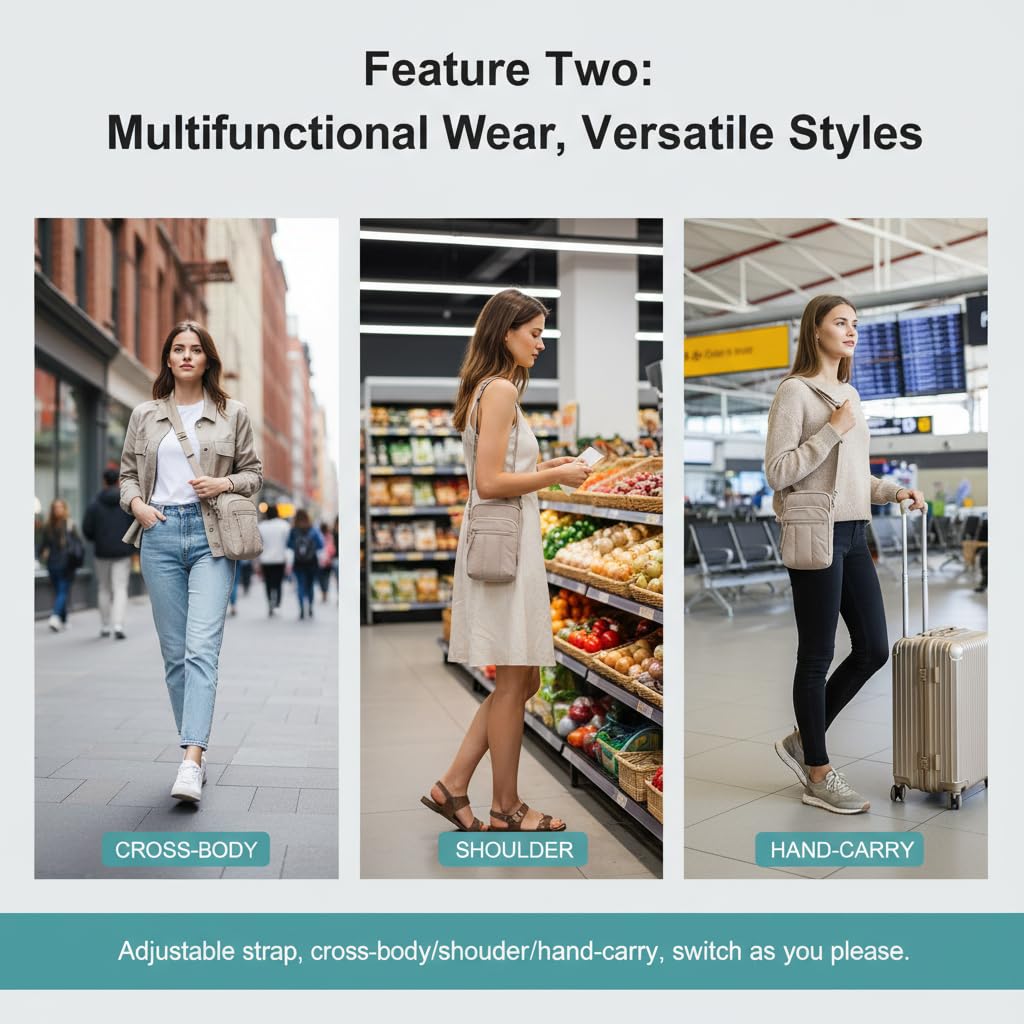 Feature Two:
Multifunctional Wear, Versatile Styles
CROSS-BODY
SHOULDER
HAND-CARRY
Adjustable strap, cross-body/shouder/hand-carry, switch as you please.